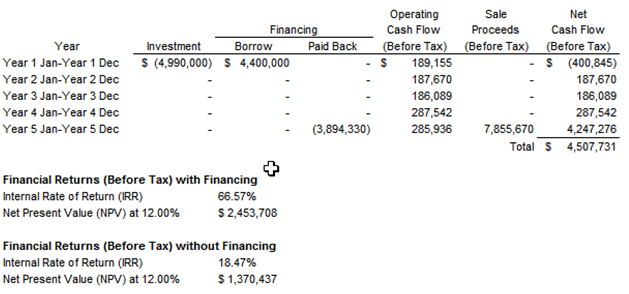 Operating Sale Net
Financing Cash Flow Proceeds Cash Flow
Year Investment Borrow Paid Back (Before Tax) (Before Tax) (Before Tax)
Year 1 Jan-Year 1 Dec $ (4,990,000) $ 4,400,000 - $ 189,155 - $ (400,845)
Year 2 Jan-Year 2 Dec - - - 187,670 - 187,670
Year 3 Jan-Year 3 Dec - - - 186,089 - 186,089
Year 4 Jan-Year 4 Dec - - - 287,542 - 287,542
Year 5 Jan-Year 5 Dec - - (3,894,330) 285,936 7,855,670 4,247,276
Total $ 4,507,731
Financial Returns (Before Tax) with Financing
Internal Rate of Return (IRR) 66.57%
Net Present Value (NPV) at 12.00% $ 2,453,708
Financial Returns (Before Tax) without Financing
Internal Rate of Return (IRR) 18.47%
Net Present Value (NPV) at 12.00% $ 1,370,437